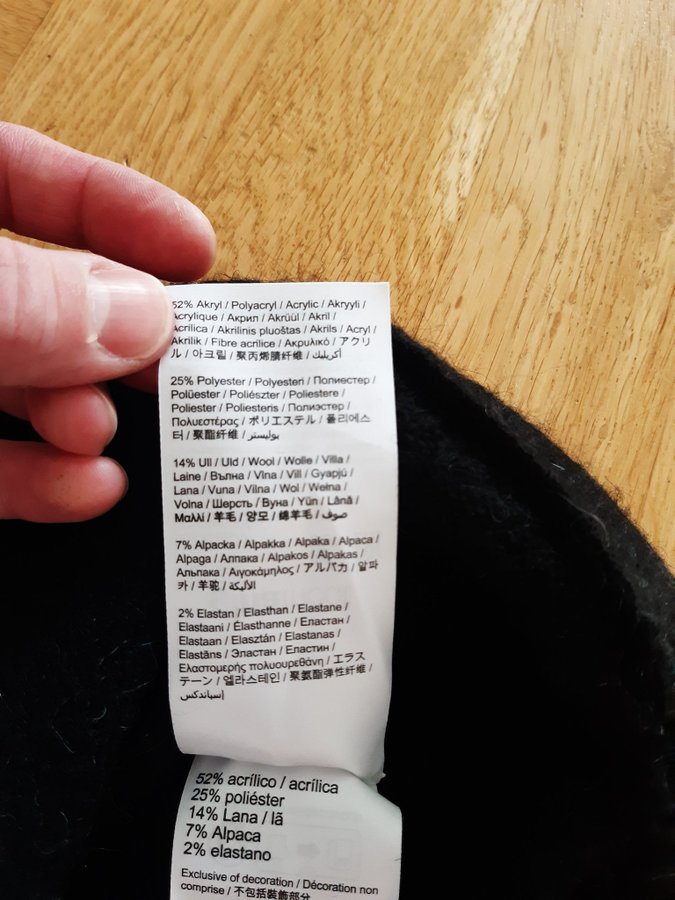 52% Akryl / Polyacryl / Acrylic / Akryyli /
Acrylique / Акрил / Akrüül / Akril /
Acrílica / Akrilinis pluoštas / Akrils / Acryl /
Akrilik / Fibre acrilice / Ακρυλικό / アクリ
ル / 아크릴 / 聚丙烯腈纤维 / أكريليك
25% Polyester / Polyesteri / Полиестер /
Polüester / Poliészter / Poliestere /
Poliester / Poliesteris / Полиэстер /
Πολυεστέρας / ポリエステル / 폴리에스
터 / 聚酯纤维 / بوليستر
14% Ull / Uld / Wool / Wolle / Villa /
Laine / Вълна / Vlna / Vill / Gyapjú /
Lana / Vuna / Vilna / Wol / Wełna /
Volna / Шерсть / Вуна / Yün / Lână /
Μαλλί / 羊毛 / 양모 / 绵羊毛 / صوف
7% Alpacka / Alpakka / Alpaka / Alpaca /
Alpaga / Алпака / Alpakos / Alpakas /
Альпака / Αιγοκάμηλος / アルパカ / 알파
카 / 羊驼 / الألبكة
2% Elastan / Elasthan / Elastane /
Elastaani / Élasthanne / Еластан /
Elastaan / Elasztán / Elastanas /
Elastāns / Эластан / Еластин /
Ελαστομερής πολυουρεθάνη / エラス
テーン / 엘라스테인 / 聚氨酯弹性纤维 /
إسباندكس
52% acrílico / acrílica
25% poliéster
14% Lana / lã
7% Alpaca
2% elastano
Exclusive of decoration / Décoration non
comprise / 不包括裝飾部分